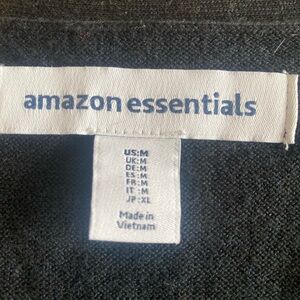 amazon essentials
US:M
UK:M
DE:M
ES:M
FR:M
IT:M
JP:XL
Made in
Vietnam